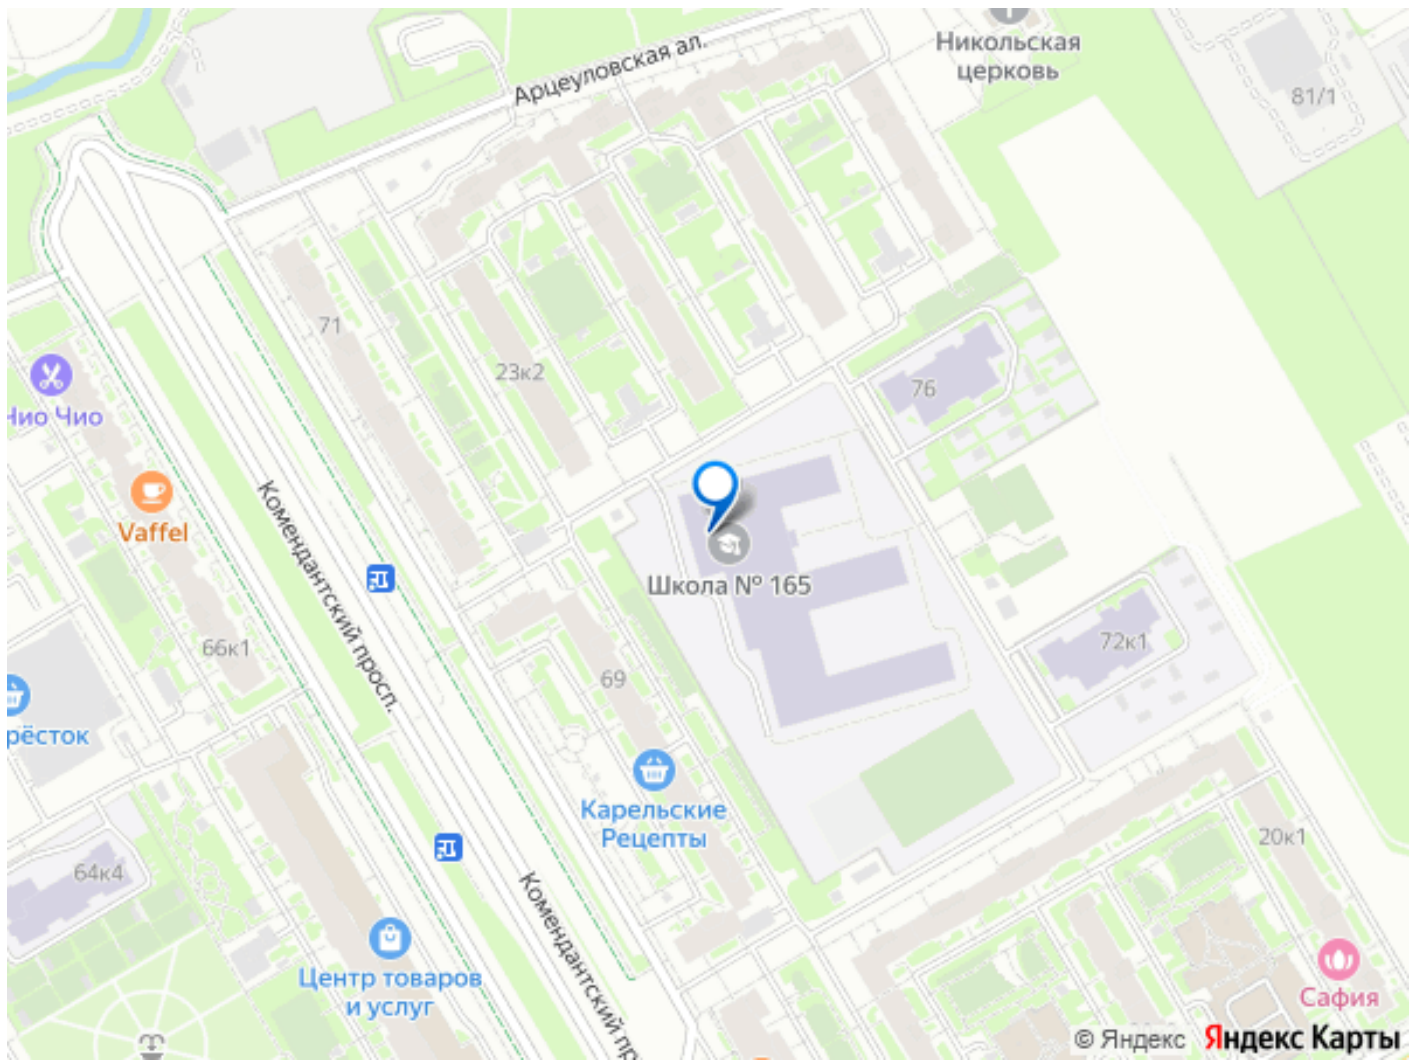 Никольская
церковь
81/1
Арцеуловская ал.
71
23к2
76
Чио Чио
Vaffel
Комендантский просп.
Школа № 165
66к1
69
72к1
Карельские
Рецепты
20к1
64к4
Комендантский пр
Центр товаров
и услуг
Сафия
© Яндекс Яндекс Карты